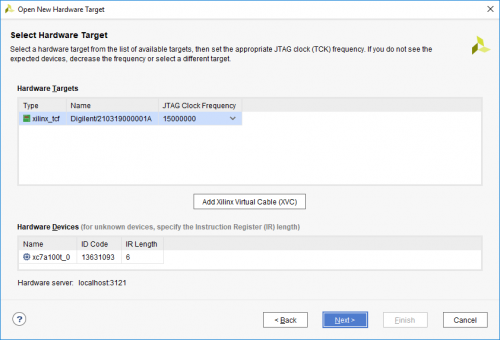 Open New Hardware Target
Select Hardware Target
Select a hardware target from the list of available targets, then set the appropriate JTAG clock (TCK) frequency. If you do not see the
expected devices, decrease the frequency or select a different target.
Hardware Targets
Type Name JTAG Clock Frequency
xilinx_tcf Digilent/210319000001A 15000000
Add Xilinx Virtual Cable (XVC)
Hardware Devices (for unknown devices, specify the Instruction Register (IR) length)
Name ID Code IR Length
xc7a100t_0 13631093 6
Hardware server: localhost:3121
? < Back Next > Finish Cancel